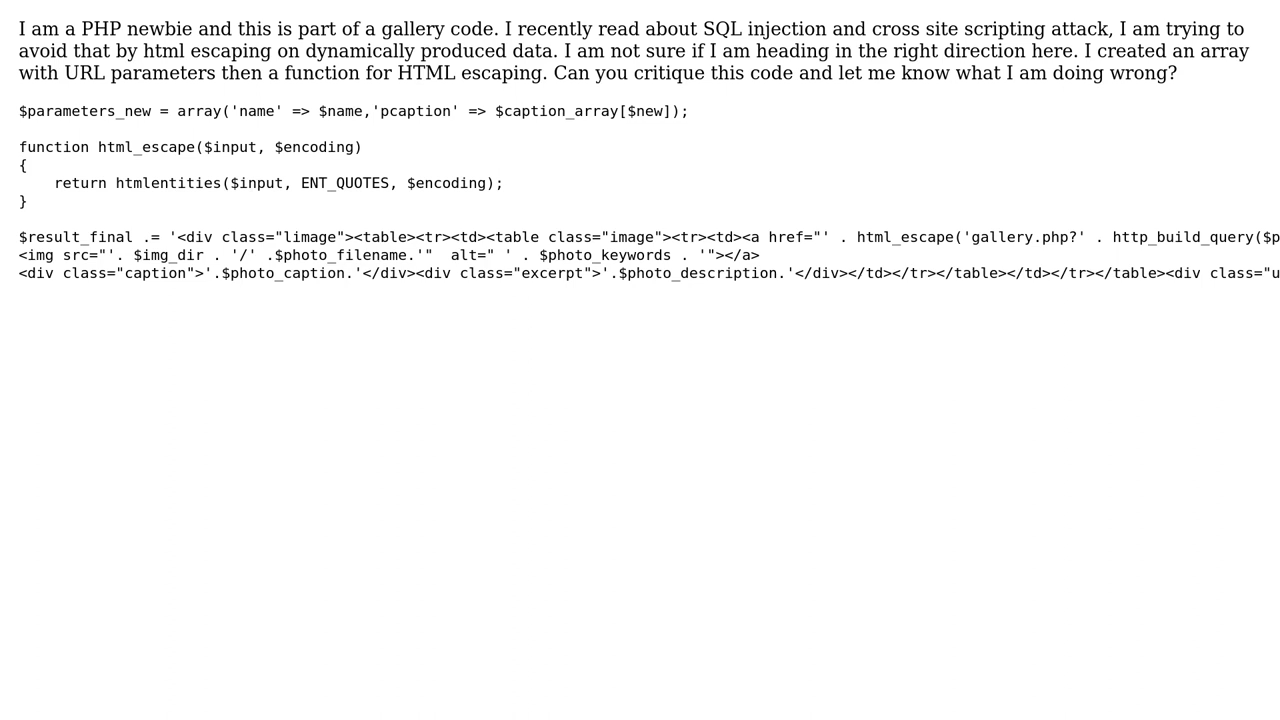 I am a PHP newbie and this is part of a gallery code. I recently read about SQL injection and cross site scripting attack, I am trying to
avoid that by html escaping on dynamically produced data. I am not sure if I am heading in the right direction here. I created an array
with URL parameters then a function for HTML escaping. Can you critique this code and let me know what I am doing wrong?
$parameters_new = array('name' => $name,'pcaption' => $caption_array[$new]);
function html_escape($input, $encoding)
{
    return htmlentities($input, ENT_QUOTES, $encoding);
}
$result_final .= '<div class="limage"><table><tr><td><table class="image"><tr><td><a href="' . html_escape('gallery.php?' . http_build_query($p
<img src="'. $img_dir . '/' .$photo_filename.'"  alt=" ' . $photo_keywords . '"></a>
<div class="caption">'.$photo_caption.'</div><div class="excerpt">'.$photo_description.'</div></td></tr></table></td></tr></table><div class="u